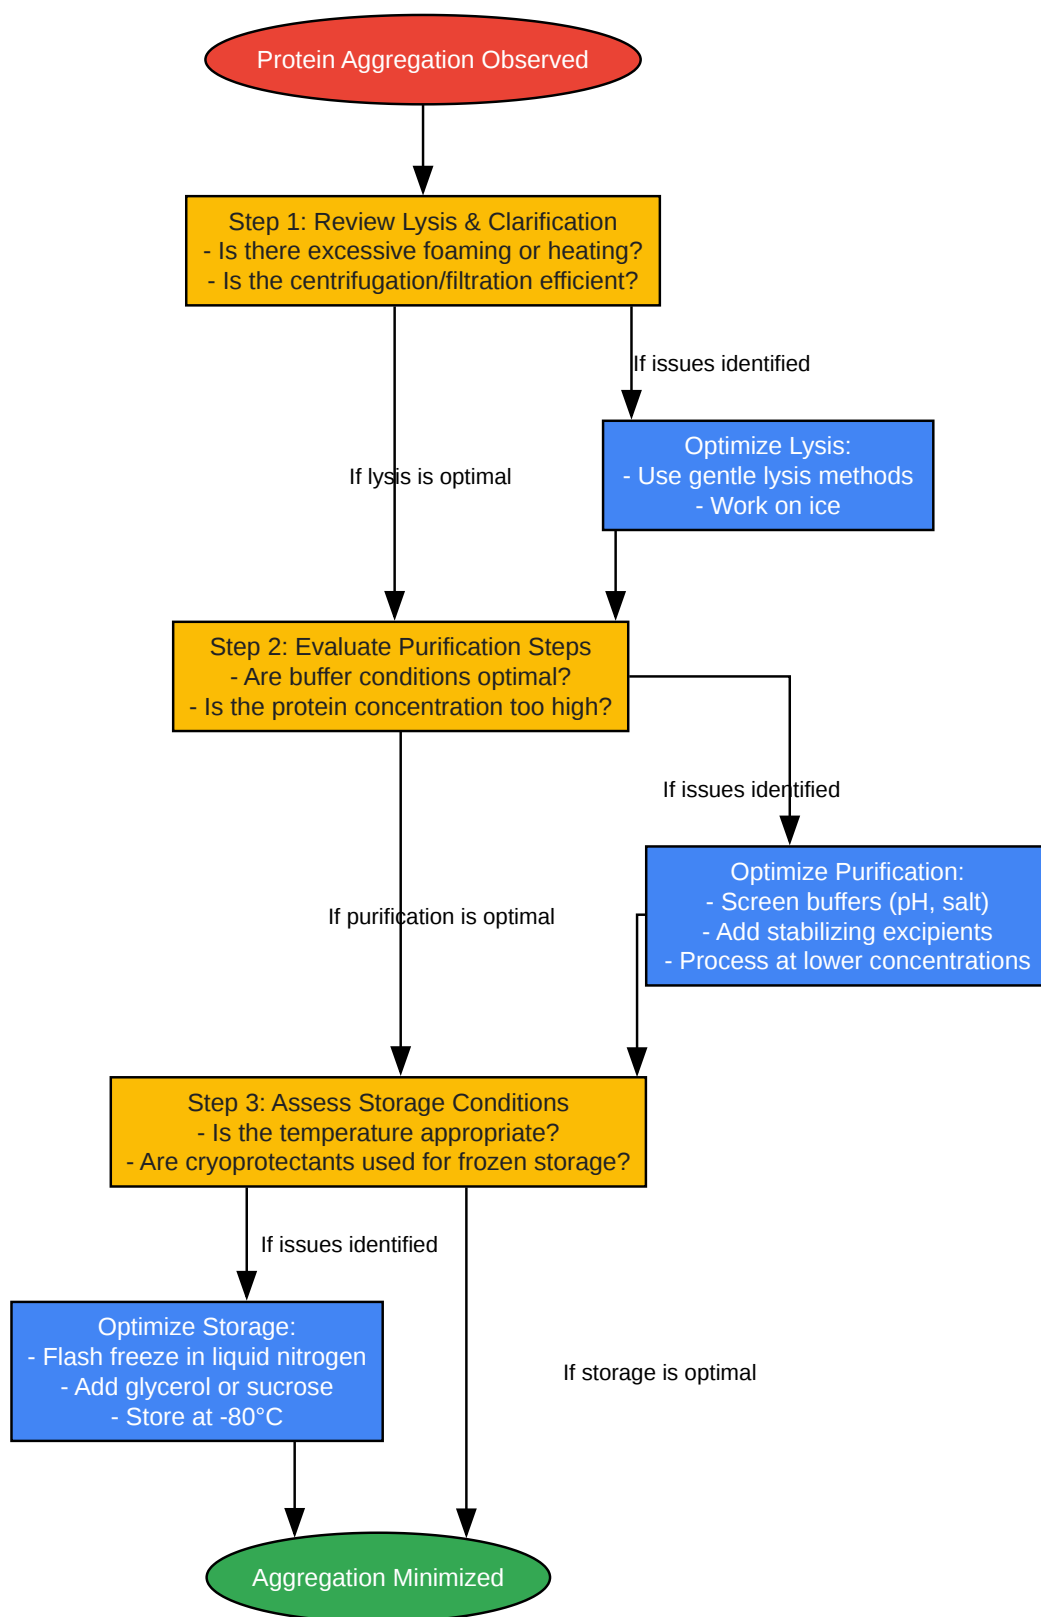 Protein Aggregation Observed
Step 1: Review Lysis & Clarification
- Is there excessive foaming or heating?
- Is the centrifugation/filtration efficient?
If issues identified
Optimize Lysis:
- Use gentle lysis methods
- Work on ice
If lysis is optimal
Step 2: Evaluate Purification Steps
- Are buffer conditions optimal?
- Is the protein concentration too high?
If issues identified
Optimize Purification:
- Screen buffers (pH, salt)
- Add stabilizing excipients
- Process at lower concentrations
If purification is optimal
Step 3: Assess Storage Conditions
- Is the temperature appropriate?
- Are cryoprotectants used for frozen storage?
If issues identified
Optimize Storage:
- Flash freeze in liquid nitrogen
- Add glycerol or sucrose
- Store at -80°C
If storage is optimal
Aggregation Minimized